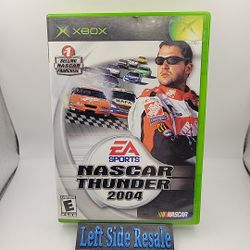 XBOX
#1
SELLING
NASCAR
FRANCHISE
EA
SPORTS
NASCAR
THUNDER
2004
E
NASCAR
Left Side Resale